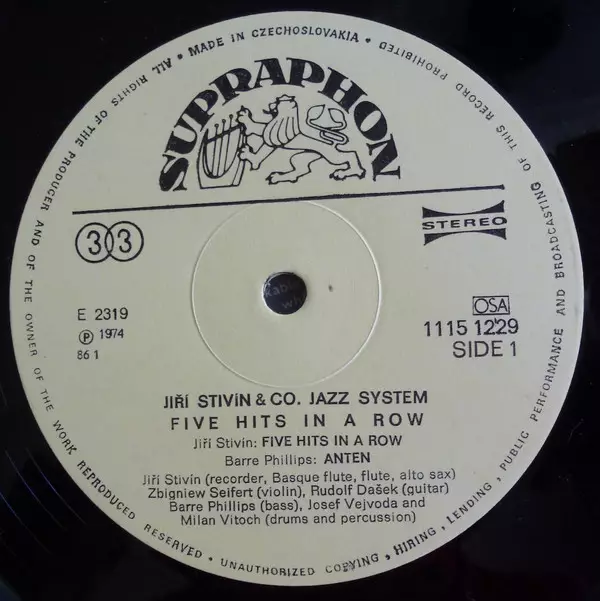 • MADE IN CZECHOSLOVAKIA • ALL RIGHTS OF THE PRODUCER AND OF THE OWNER OF THE WORK REPRODUCED RESERVED • UNAUTHORIZED COPYING, HIRING, LENDING, PUBLIC PERFORMANCE AND BROADCASTING OF THIS RECORD PROHIBITED
SUPRAPHON
33
STEREO
E 2319
℗ 1974
86 1
OSA
1115 1229
SIDE 1
JIŘÍ STIVÍN & CO. JAZZ SYSTEM
FIVE HITS IN A ROW
Jiří Stivín: FIVE HITS IN A ROW
Barre Phillips: ANTEN
Jiří Stivín (recorder, Basque flute, flute, alto sax)
Zbigniew Seifert (violin), Rudolf Dašek (guitar)
Barre Phillips (bass), Josef Vejvoda and
Milan Vitoch (drums and percussion)